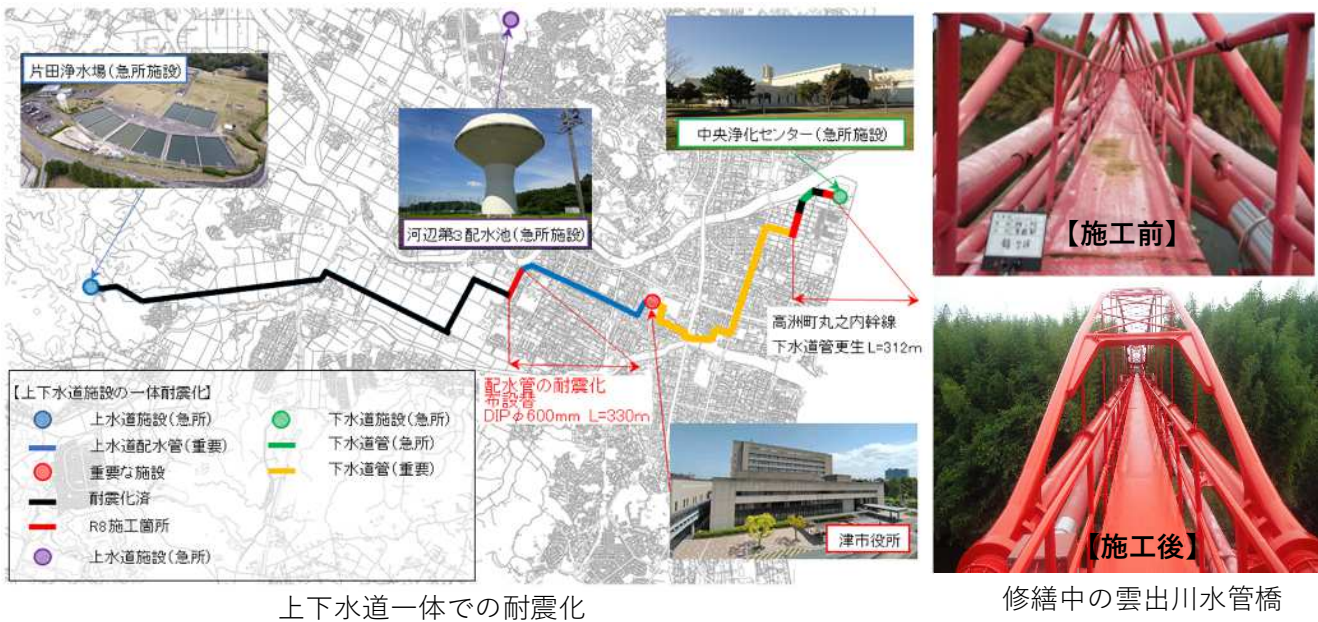 片田浄水場(急所施設)
河辺第3配水池(急所施設)
中央浄化センター(急所施設)
高洲町丸之内幹線
下水道管更生 L=312m
配水管の耐震化
布設替
DIPφ600mm L=330m
津市役所
【上下水道施設の一体耐震化】
上水道施設(急所)
上水道配水管(重要)
重要な施設
耐震化済
R8施工箇所
上水道施設(急所)
下水道施設(急所)
下水道管(急所)
下水道管(重要)
上下水道一体での耐震化
【施工前】
【施工後】
修繕中の雲出川水管橋